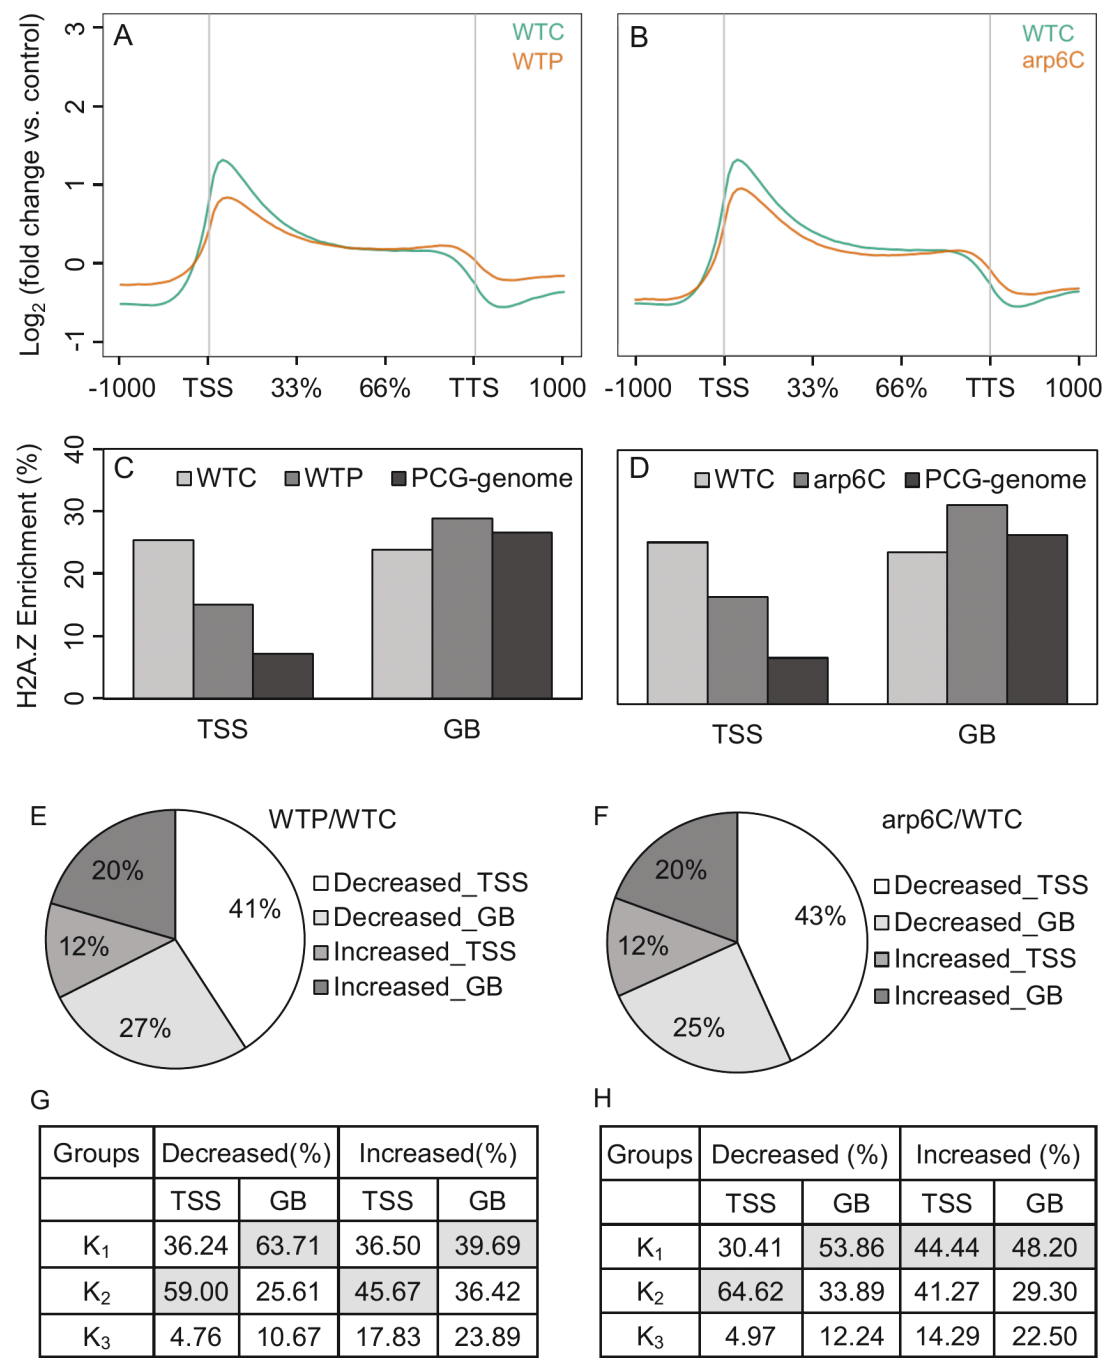 A
WTC
WTP
B
WTC
arp6C
Log2 (fold change vs. control)
3
2
1
0
-1
-1000 TSS 33% 66% TTS 1000
-1000 TSS 33% 66% TTS 1000
C
WTC WTP PCG-genome
D
WTC arp6C PCG-genome
H2A.Z Enrichment (%)
40
30
20
10
0
TSS GB
TSS GB
E
WTP/WTC
20%
41%
12%
27%
Decreased_TSS
Decreased_GB
Increased_TSS
Increased_GB
F
arp6C/WTC
20%
43%
12%
25%
Decreased_TSS
Decreased_GB
Increased_TSS
Increased_GB
G
Groups Decreased(%) Increased(%)
TSS GB TSS GB
K1 36.24 63.71 36.50 39.69
K2 59.00 25.61 45.67 36.42
K3 4.76 10.67 17.83 23.89
H
Groups Decreased (%) Increased (%)
TSS GB TSS GB
K1 30.41 53.86 44.44 48.20
K2 64.62 33.89 41.27 29.30
K3 4.97 12.24 14.29 22.50